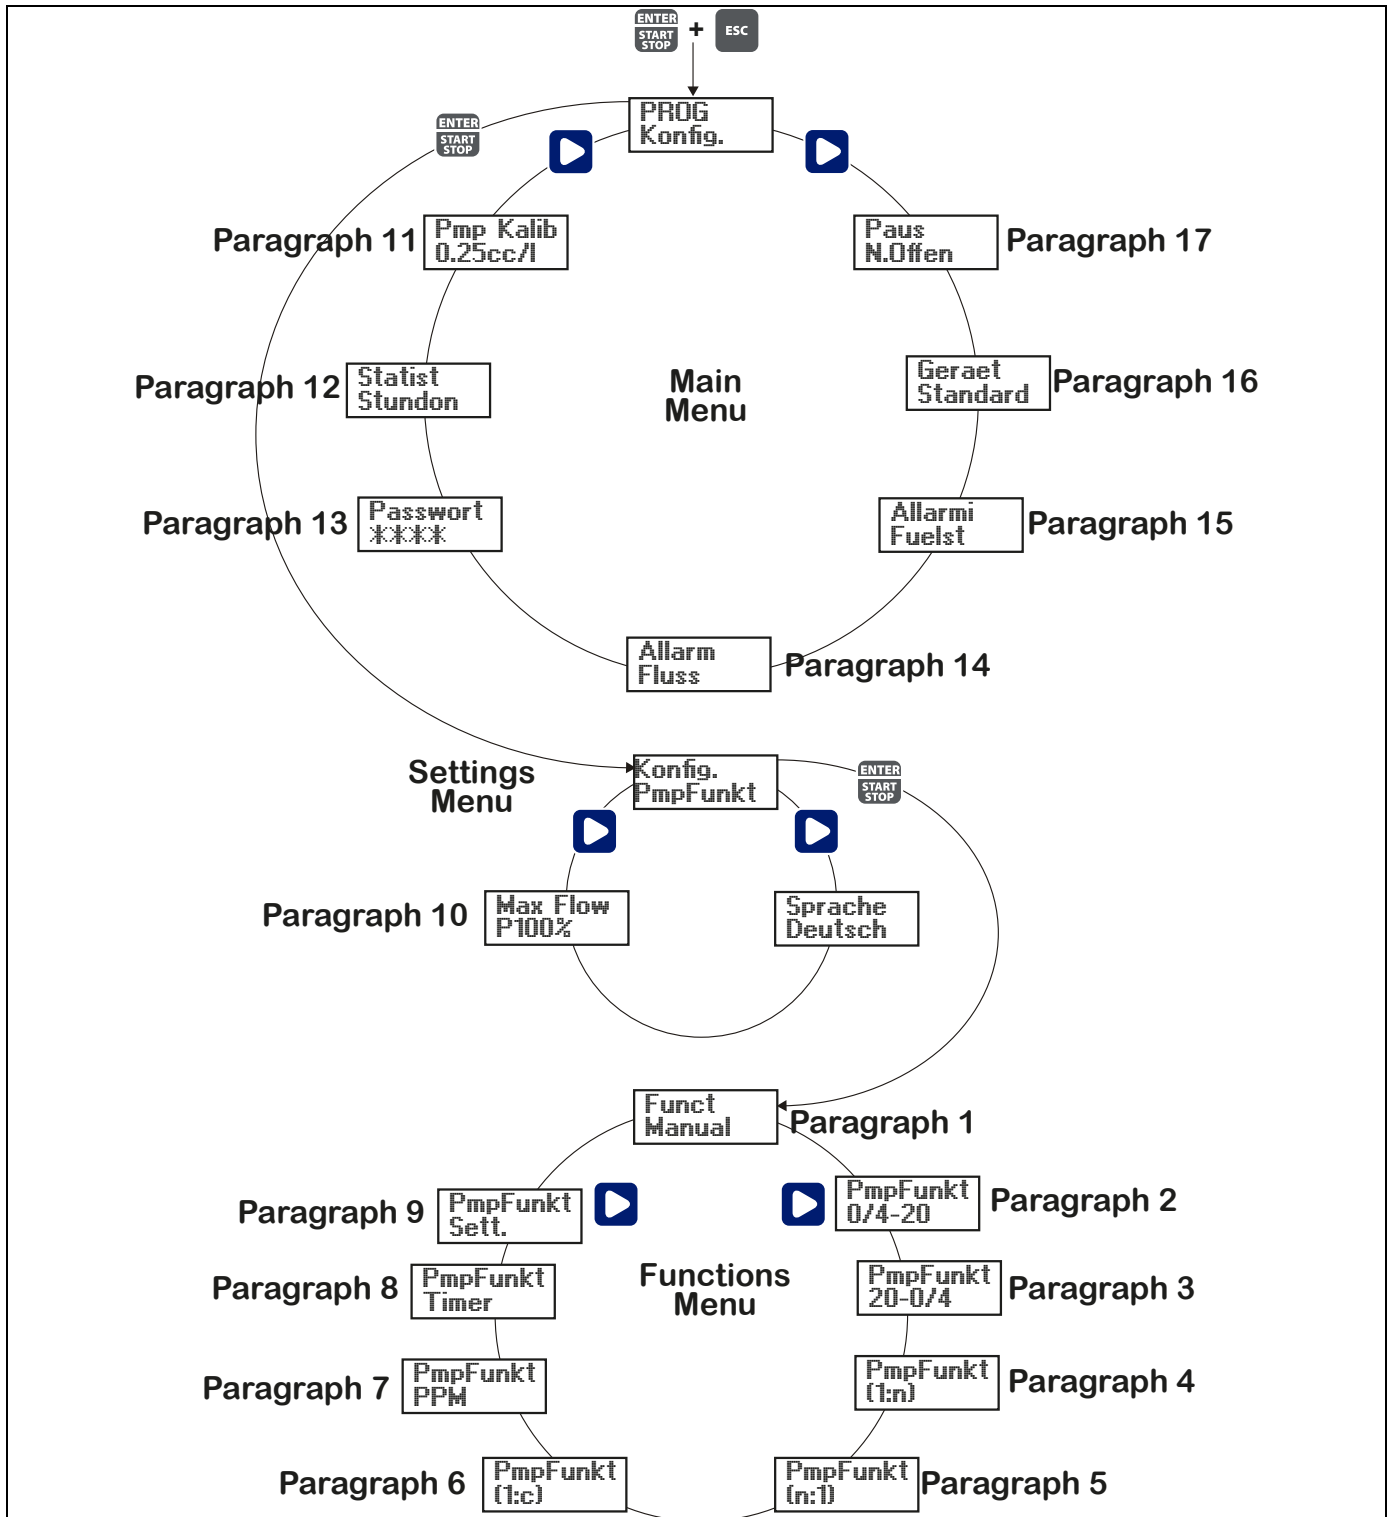 ENTER
START
STOP
+
ESC
PROG
Konfig.
ENTER
START
STOP
Paragraph 11
Pmp Kalib
0.25cc/l
Paus
N.Offen
Paragraph 17
Paragraph 12
Statist
Stundon
Main
Menu
Geraet
Standard
Paragraph 16
Paragraph 13
Passwort
****
Allarmi
Fuelst
Paragraph 15
Allarm
Fluss
Paragraph 14
Settings
Menu
Konfig.
PmpFunkt
ENTER
START
STOP
Paragraph 10
Max Flow
P100%
Sprache
Deutsch
Funct
Manual
Paragraph 1
Paragraph 9
PmpFunkt
Sett.
PmpFunkt
0/4-20
Paragraph 2
Paragraph 8
PmpFunkt
Timer
Functions
Menu
PmpFunkt
20-0/4
Paragraph 3
Paragraph 7
PmpFunkt
PPM
PmpFunkt
(1:n)
Paragraph 4
Paragraph 6
PmpFunkt
(1:c)
PmpFunkt
(n:1)
Paragraph 5